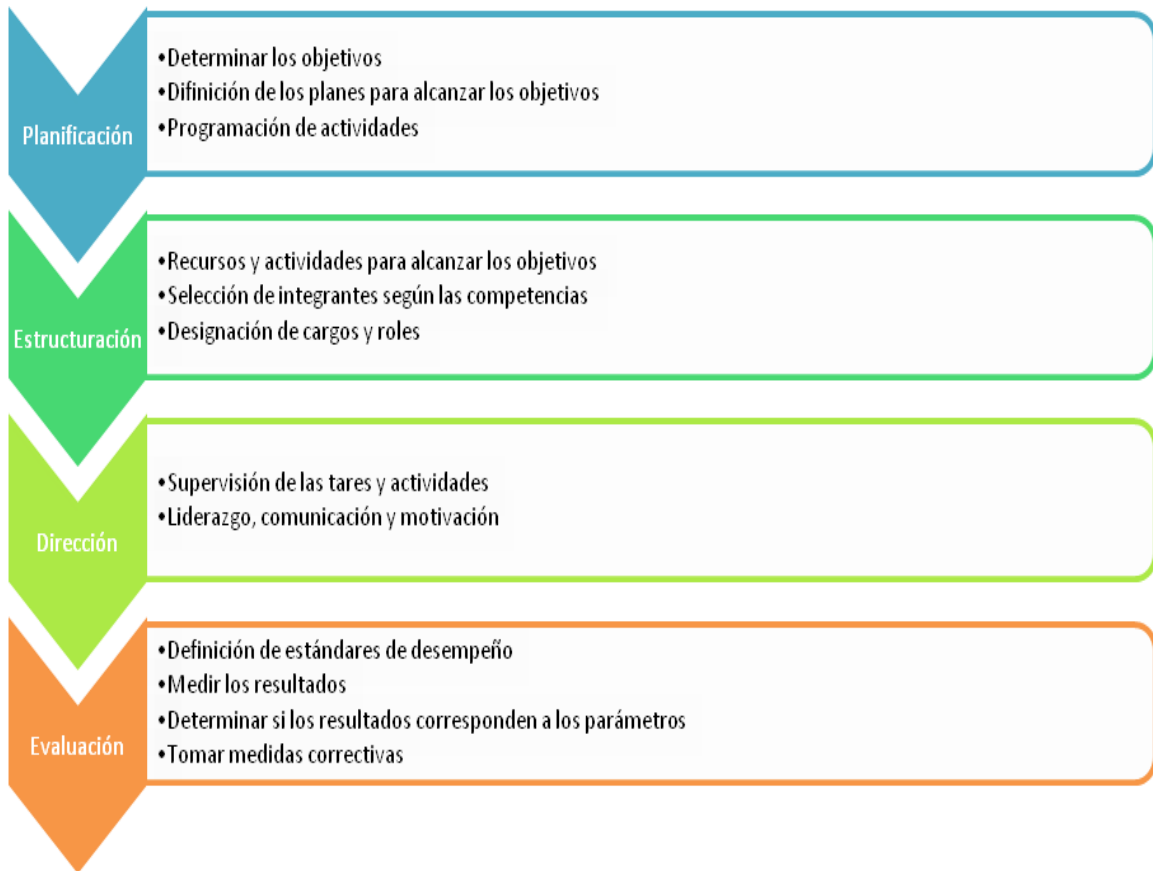 Planificación
•Determinar los objetivos
•Difinición de los planes para alcanzar los objetivos
•Programación de actividades
Estructuración
•Recursos y actividades para alcanzar los objetivos
•Selección de integrantes según las competencias
•Designación de cargos y roles
Dirección
•Supervisión de las tares y actividades
•Liderazgo, comunicación y motivación
Evaluación
•Definición de estándares de desempeño
•Medir los resultados
•Determinar si los resultados corresponden a los parámetros
•Tomar medidas correctivas